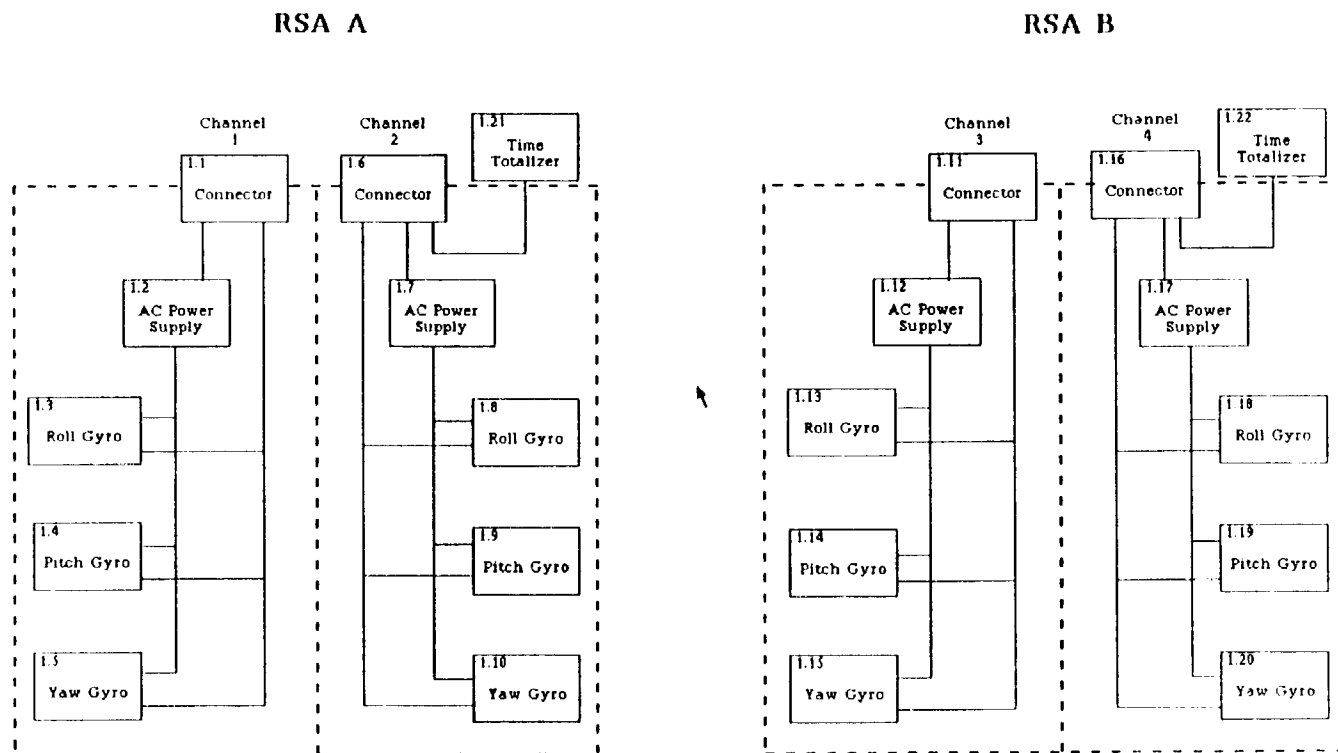 RSA A
RSA B
Channel
1
Channel
2
1.21
Time
Totalizer
1.1
Connector
1.6
Connector
1.2
AC Power
Supply
1.7
AC Power
Supply
1.3
Roll Gyro
1.8
Roll Gyro
1.4
Pitch Gyro
1.9
Pitch Gyro
1.5
Yaw Gyro
1.10
Yaw Gyro
Channel
3
Channel
4
1.22
Time
Totalizer
1.11
Connector
1.16
Connector
1.12
AC Power
Supply
1.17
AC Power
Supply
1.13
Roll Gyro
1.18
Roll Gyro
1.14
Pitch Gyro
1.19
Pitch Gyro
1.15
Yaw Gyro
1.20
Yaw Gyro